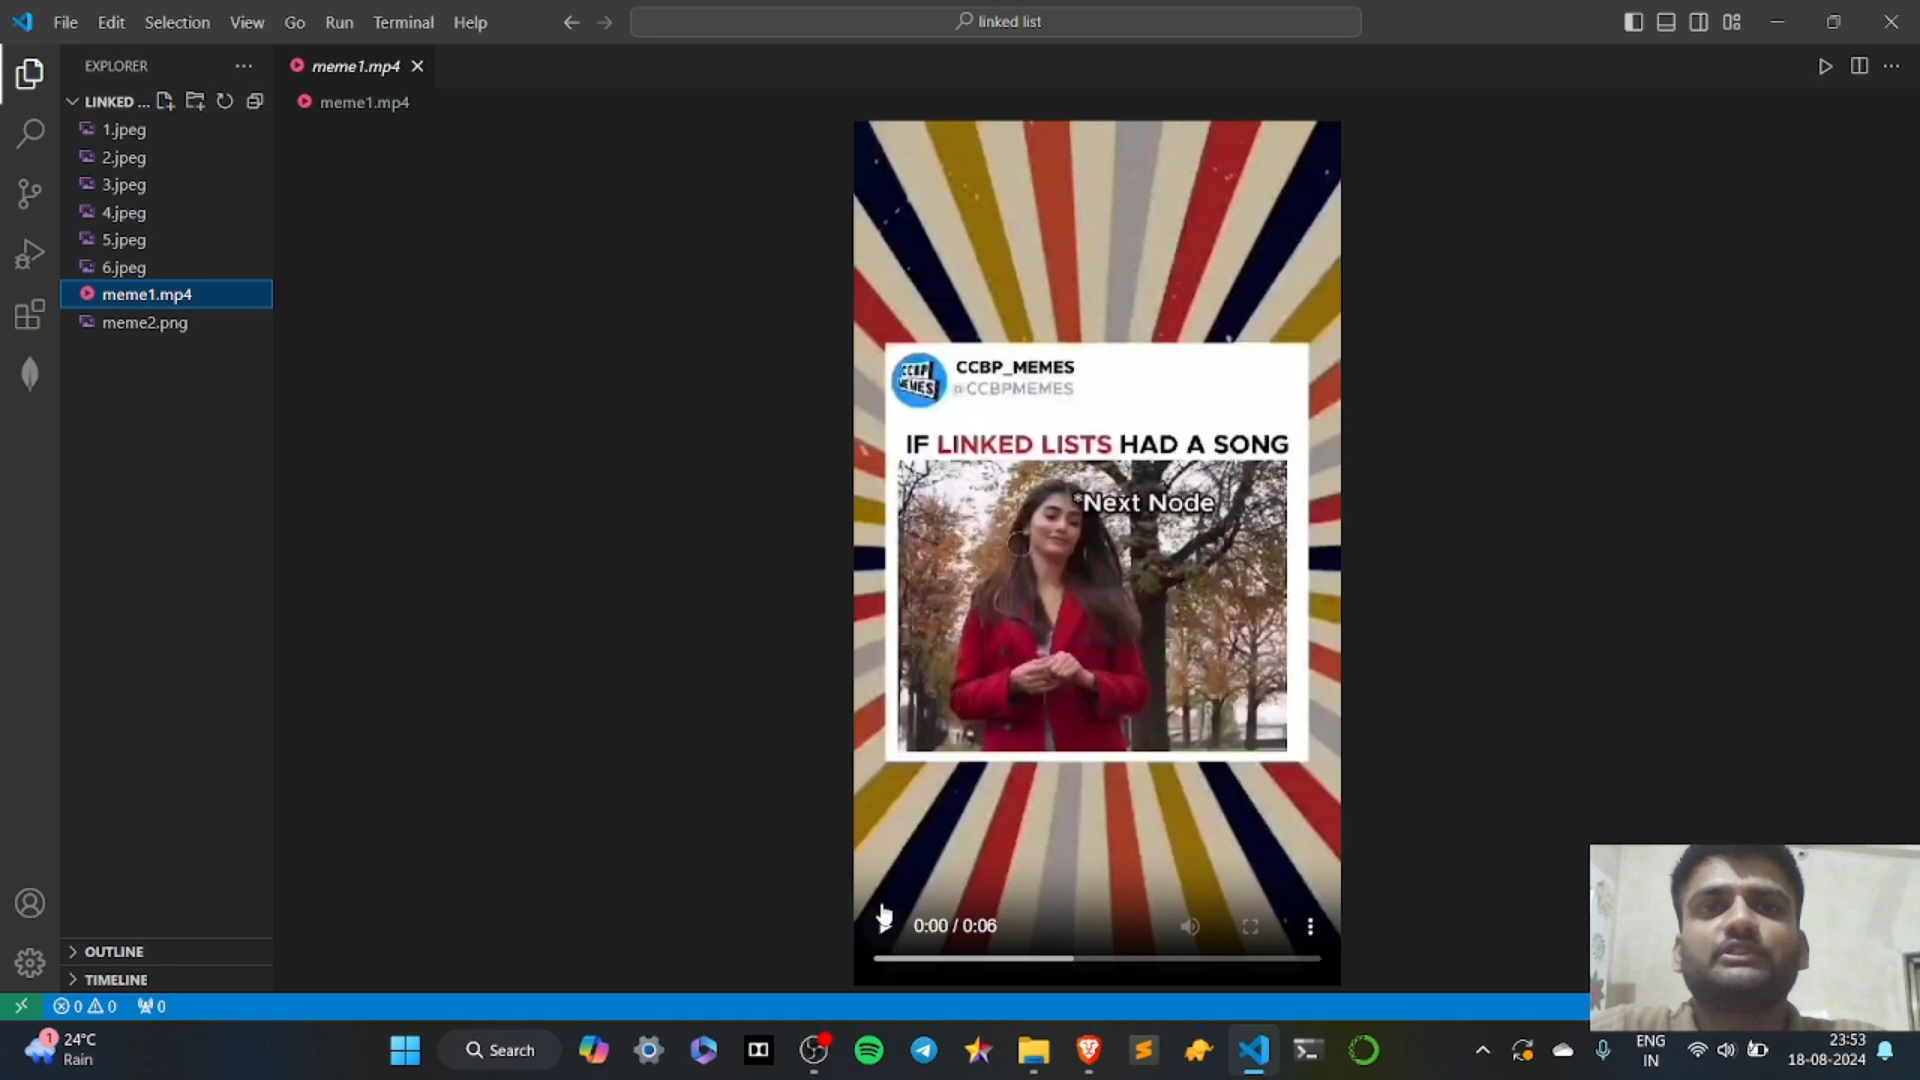 File Edit Selection View Go Run Terminal Help
linked list
EXPLORER
meme1.mp4
LINKED ...
meme1.mp4
1.jpeg
2.jpeg
3.jpeg
4.jpeg
5.jpeg
6.jpeg
meme1.mp4
meme2.png
CCBP MEMES
CCBP_MEMES
@CCBPMEMES
IF LINKED LISTS HAD A SONG
*Next Node
0:00 / 0:06
OUTLINE
TIMELINE
0 0 0
1
24°C
Rain
Search
ENG
IN
23:53
18-08-2024